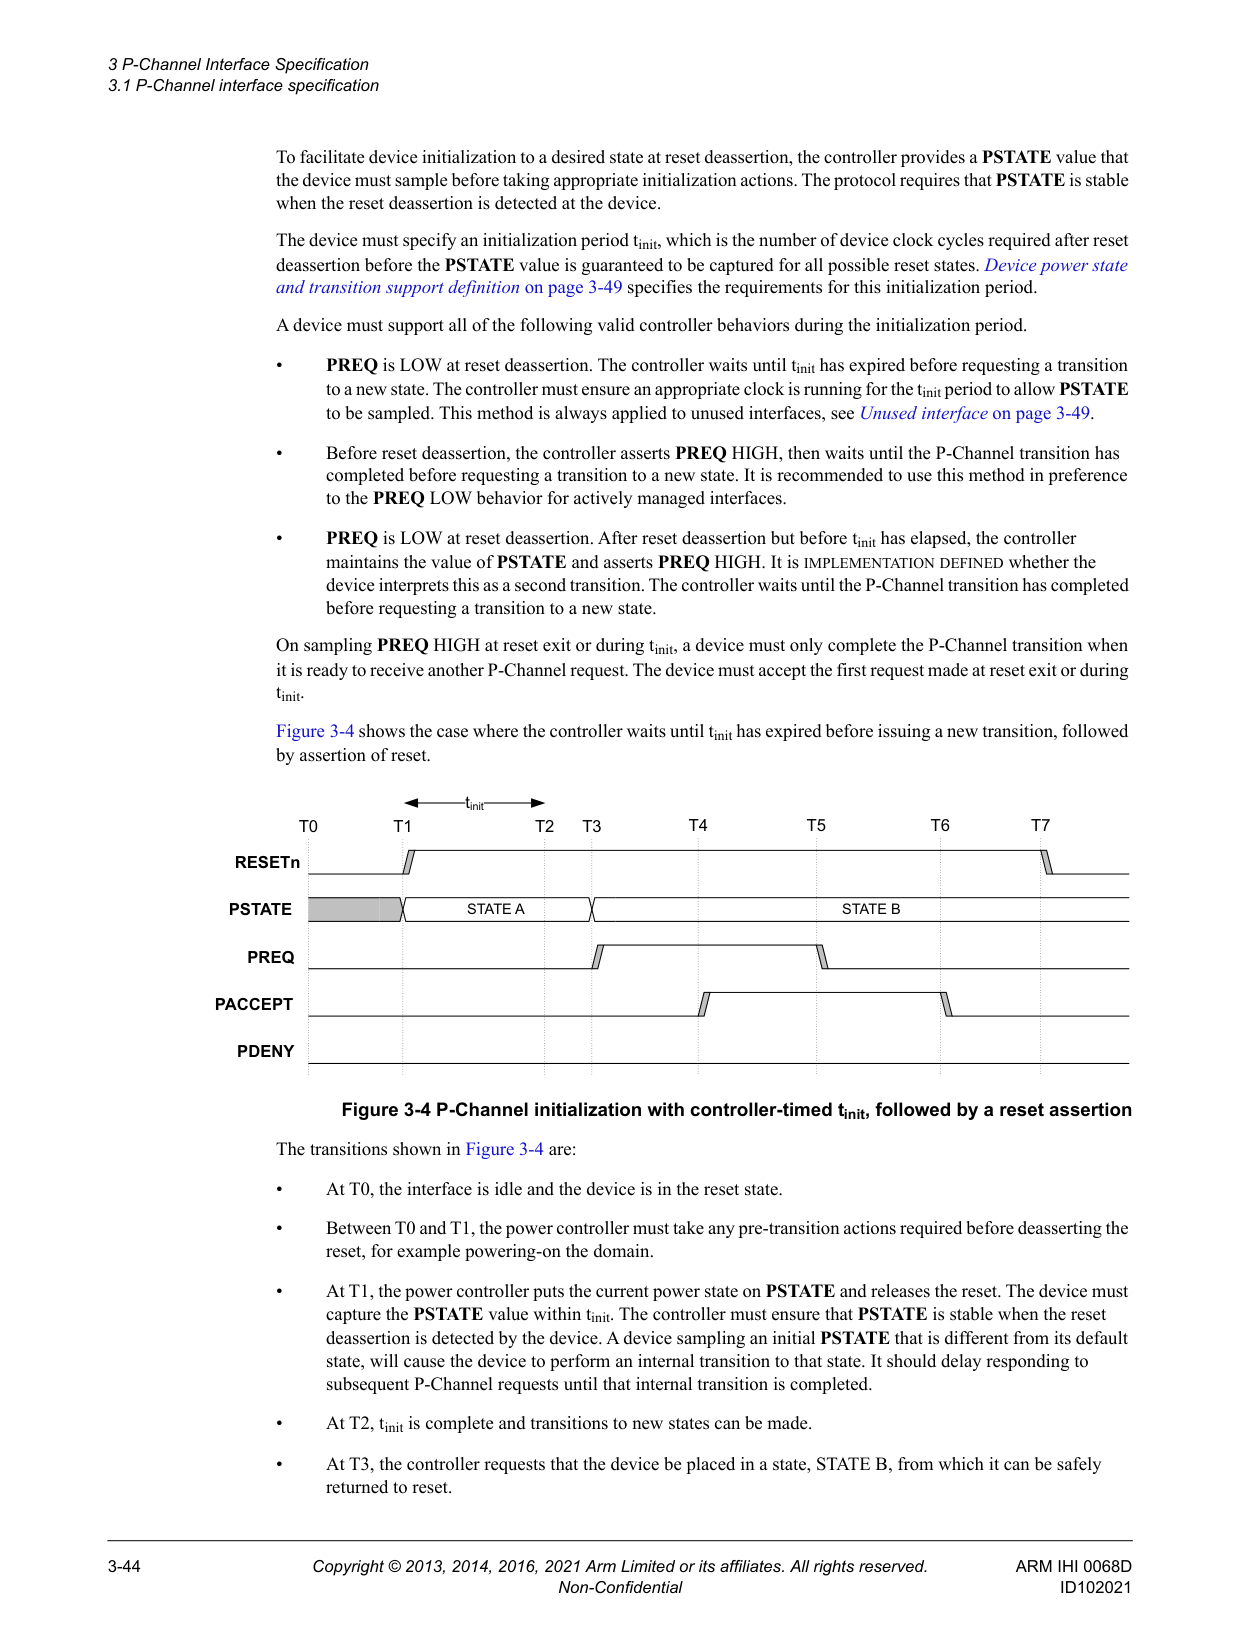 3 P-Channel Interface Specification
3.1 P-Channel interface specification
To facilitate device initialization to a desired state at reset deassertion, the controller provides a PSTATE value that
the device must sample before taking appropriate initialization actions. The protocol requires that PSTATE is stable
when the reset deassertion is detected at the device.
The device must specify an initialization period tinit, which is the number of device clock cycles required after reset
deassertion before the PSTATE value is guaranteed to be captured for all possible reset states. Device power state
and transition support definition on page 3-49 specifies the requirements for this initialization period.
A device must support all of the following valid controller behaviors during the initialization period.
• PREQ is LOW at reset deassertion. The controller waits until tinit has expired before requesting a transition
to a new state. The controller must ensure an appropriate clock is running for the tinit period to allow PSTATE
to be sampled. This method is always applied to unused interfaces, see Unused interface on page 3-49.
• Before reset deassertion, the controller asserts PREQ HIGH, then waits until the P-Channel transition has
completed before requesting a transition to a new state. It is recommended to use this method in preference
to the PREQ LOW behavior for actively managed interfaces.
• PREQ is LOW at reset deassertion. After reset deassertion but before tinit has elapsed, the controller
maintains the value of PSTATE and asserts PREQ HIGH. It is IMPLEMENTATION DEFINED whether the
device interprets this as a second transition. The controller waits until the P-Channel transition has completed
before requesting a transition to a new state.
On sampling PREQ HIGH at reset exit or during tinit, a device must only complete the P-Channel transition when
it is ready to receive another P-Channel request. The device must accept the first request made at reset exit or during
tinit.
Figure 3-4 shows the case where the controller waits until tinit has expired before issuing a new transition, followed
by assertion of reset.
tinit
T0 T1 T2 T3 T4 T5 T6 T7
RESETn
PSTATE STATE A STATE B
PREQ
PACCEPT
PDENY
Figure 3-4 P-Channel initialization with controller-timed tinit, followed by a reset assertion
The transitions shown in Figure 3-4 are:
• At T0, the interface is idle and the device is in the reset state.
• Between T0 and T1, the power controller must take any pre-transition actions required before deasserting the
reset, for example powering-on the domain.
• At T1, the power controller puts the current power state on PSTATE and releases the reset. The device must
capture the PSTATE value within tinit. The controller must ensure that PSTATE is stable when the reset
deassertion is detected by the device. A device sampling an initial PSTATE that is different from its default
state, will cause the device to perform an internal transition to that state. It should delay responding to
subsequent P-Channel requests until that internal transition is completed.
• At T2, tinit is complete and transitions to new states can be made.
• At T3, the controller requests that the device be placed in a state, STATE B, from which it can be safely
returned to reset.
3-44 Copyright © 2013, 2014, 2016, 2021 Arm Limited or its affiliates. All rights reserved. ARM IHI 0068D
Non-Confidential ID102021